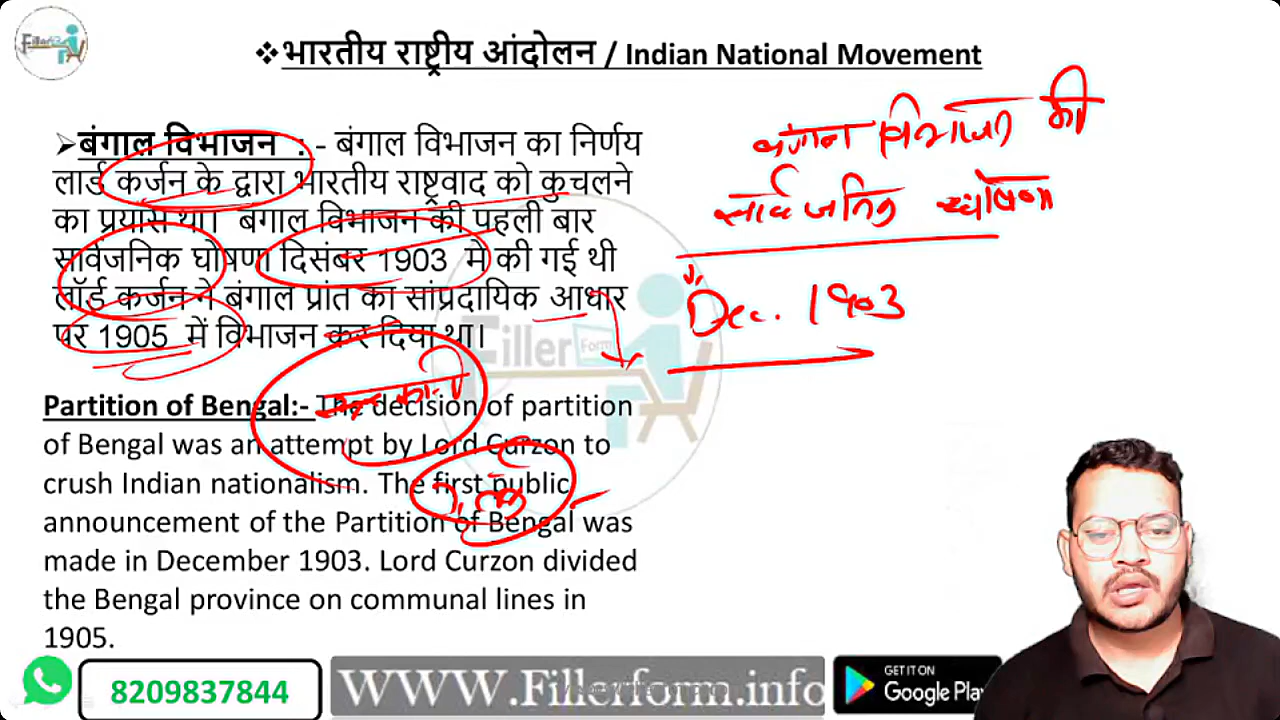 ❖भारतीय राष्ट्रीय आंदोलन / Indian National Movement
➢बंगाल विभाजन : - बंगाल विभाजन का निर्णय
लार्ड कर्जन के द्वारा भारतीय राष्ट्रवाद को कुचलने
का प्रयास था। बंगाल विभाजन की पहली बार
सार्वजनिक घोषणा दिसंबर 1903 में की गई थी
लॉर्ड कर्जन ने बंगाल प्रांत का सांप्रदायिक आधार
पर 1905 में विभाजन कर दिया था।
बंगाल विभाजन की
सार्वजनिक घोषणा
Dec. 1903
Partition of Bengal:- The decision of partition
of Bengal was an attempt by Lord Curzon to
crush Indian nationalism. The first public
announcement of the Partition of Bengal was
made in December 1903. Lord Curzon divided
the Bengal province on communal lines in
1905.
Filler Form
8209837844
WWW.Fillerform.info
GET IT ON
Google Play